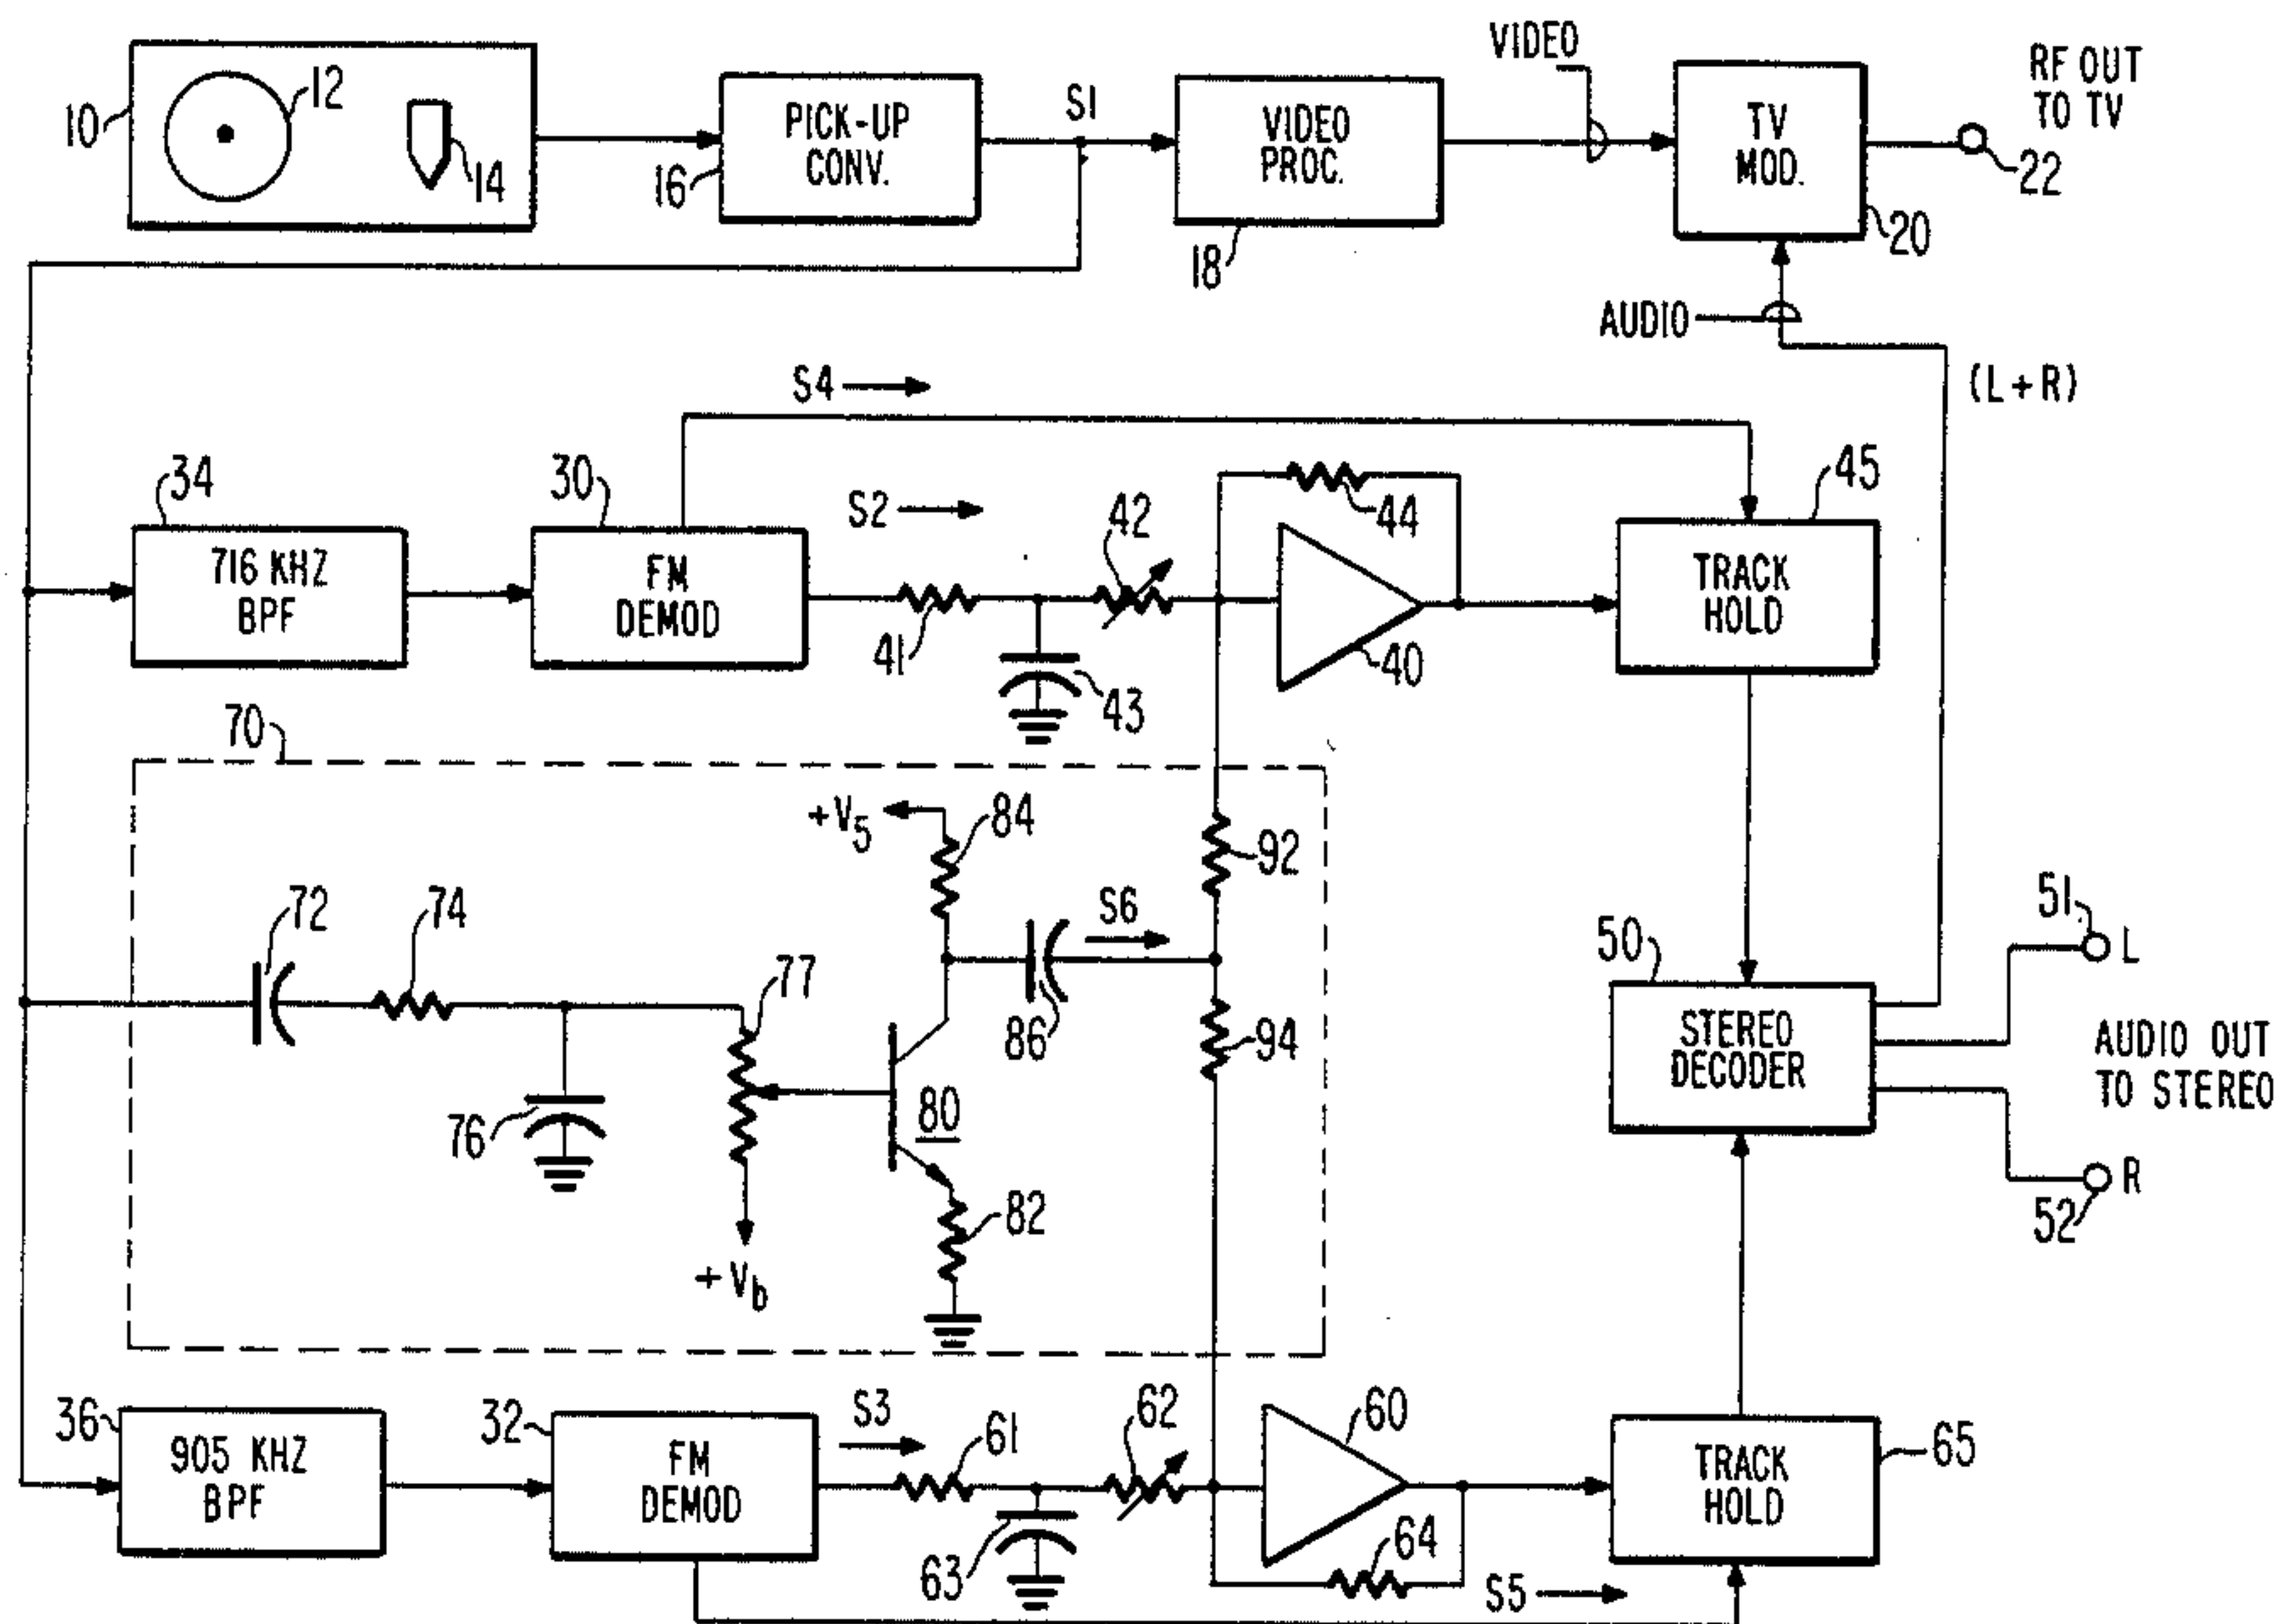 10
12
14
PICK-UP
CONV.
16
S1
VIDEO
PROC.
18
VIDEO
TV
MOD.
20
RF OUT
TO TV
22
AUDIO
(L+R)
S4
34
716 KHZ
BPF
30
FM
DEMOD
S2
41
42
43
44
40
45
TRACK
HOLD
70
+V5
84
92
72
74
77
S6
86
94
76
80
82
+Vb
50
STEREO
DECODER
51
L
AUDIO OUT
TO STEREO
R
52
36
905 KHZ
BPF
32
FM
DEMOD
S3
61
62
63
60
64
S5
TRACK
HOLD
65